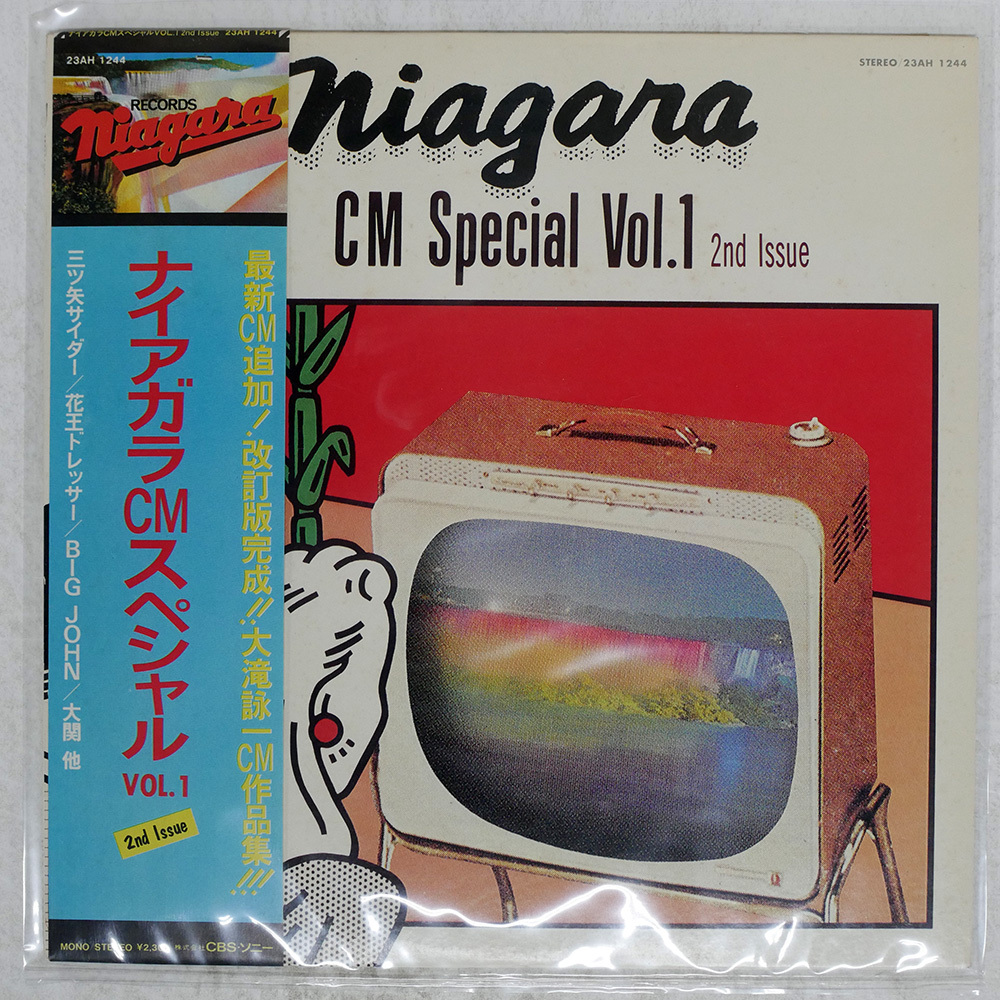 ナイアガラCMスペシャルVOL.1 2nd Issue 23AH 1244
23AH 1244
RECORDS
Niagara
最新CM追加!改訂版完成!!大滝詠一CM作品集!!!
ナイアガラCMスペシャル
VOL.1
2nd Issue
三ツ矢サイダー/花王ドレッサー/BIG JOHN/大関 他
MONO STEREO 株式会社CBS・ソニー
STEREO/23AH 1244
Niagara
CM Special Vol.1 2nd Issue